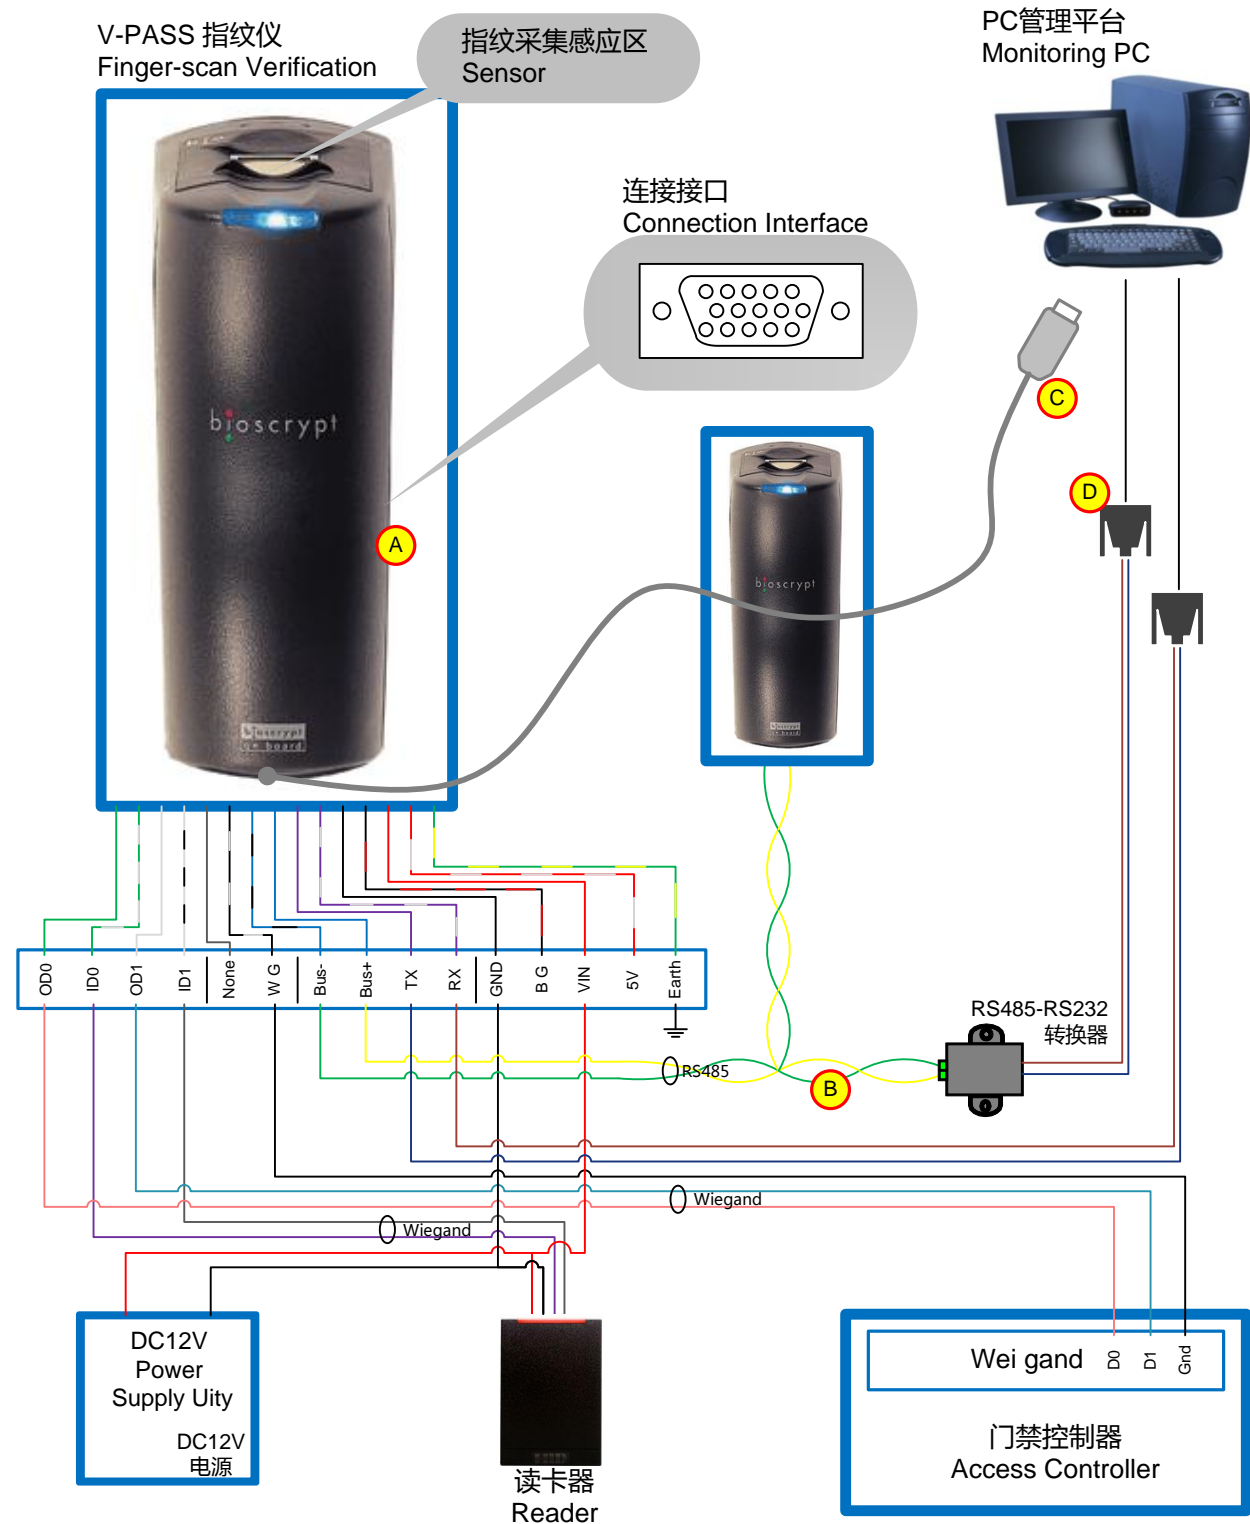 V-PASS 指纹仪
Finger-scan Verification
指纹采集感应区
Sensor
PC管理平台
Monitoring PC
连接接口
Connection Interface
bioscrypt
A
C
D
bioscrypt
bioscrypt
on board
OD0
ID0
OD1
ID1
None
W G
Bus-
Bus+
TX
RX
GND
B G
VIN
5V
Earth
RS485-RS232
转换器
RS485
B
Wiegand
Wiegand
DC12V
Power
Supply Uity
DC12V
电源
读卡器
Reader
Wei gand
D0
D1
Gnd
门禁控制器
Access Controller